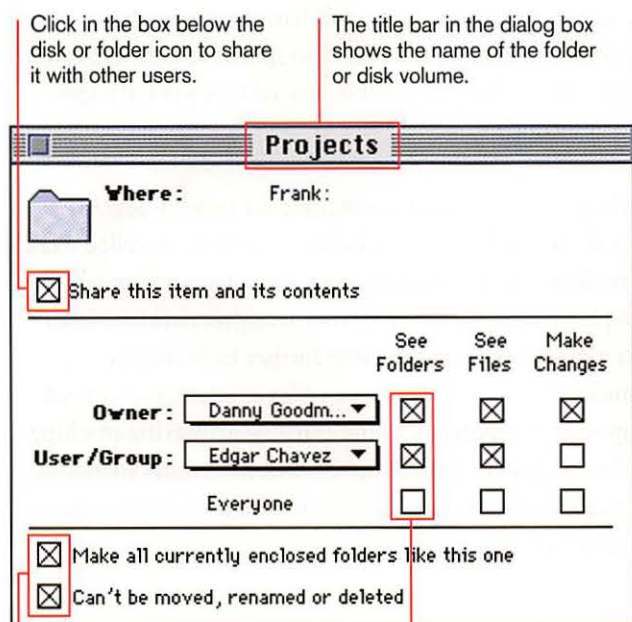 Click in the box below the
disk or folder icon to share
it with other users.
The title bar in the dialog box
shows the name of the folder
or disk volume.
Projects
Where: Frank:
Share this item and its contents
See Folders See Files Make Changes
Owner: Danny Goodm...
User/Group: Edgar Chavez
Everyone
Make all currently enclosed folders like this one
Can't be moved, renamed or deleted